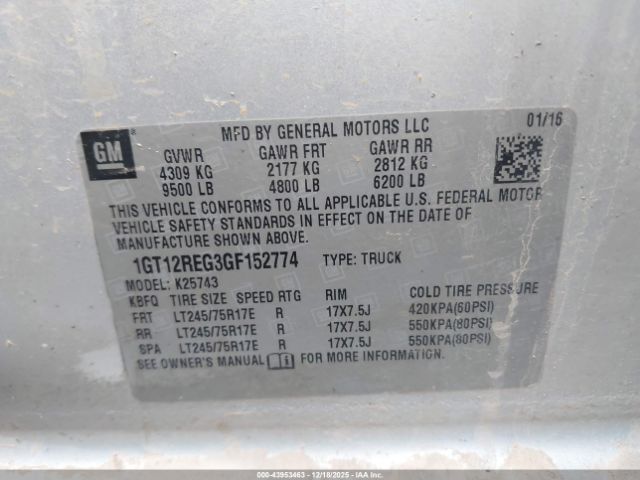 MFD BY GENERAL MOTORS LLC 01/16
GM
GVWR GAWR FRT GAWR RR
4309 KG 2177 KG 2812 KG
9500 LB 4800 LB 6200 LB
THIS VEHICLE CONFORMS TO ALL APPLICABLE U.S. FEDERAL MOTOR
VEHICLE SAFETY STANDARDS IN EFFECT ON THE DATE OF
MANUFACTURE SHOWN ABOVE.
1GT12REG3GF152774 TYPE: TRUCK
MODEL: K25743
KBFQ TIRE SIZE SPEED RTG RIM COLD TIRE PRESSURE
FRT LT245/75R17E R 17X7.5J 420KPA(60PSI)
RR LT245/75R17E R 17X7.5J 550KPA(80PSI)
SPA LT245/75R17E R 17X7.5J 550KPA(80PSI)
SEE OWNER'S MANUAL FOR MORE INFORMATION.
000-43953463 - 12/18/2025 - IAAI.COM